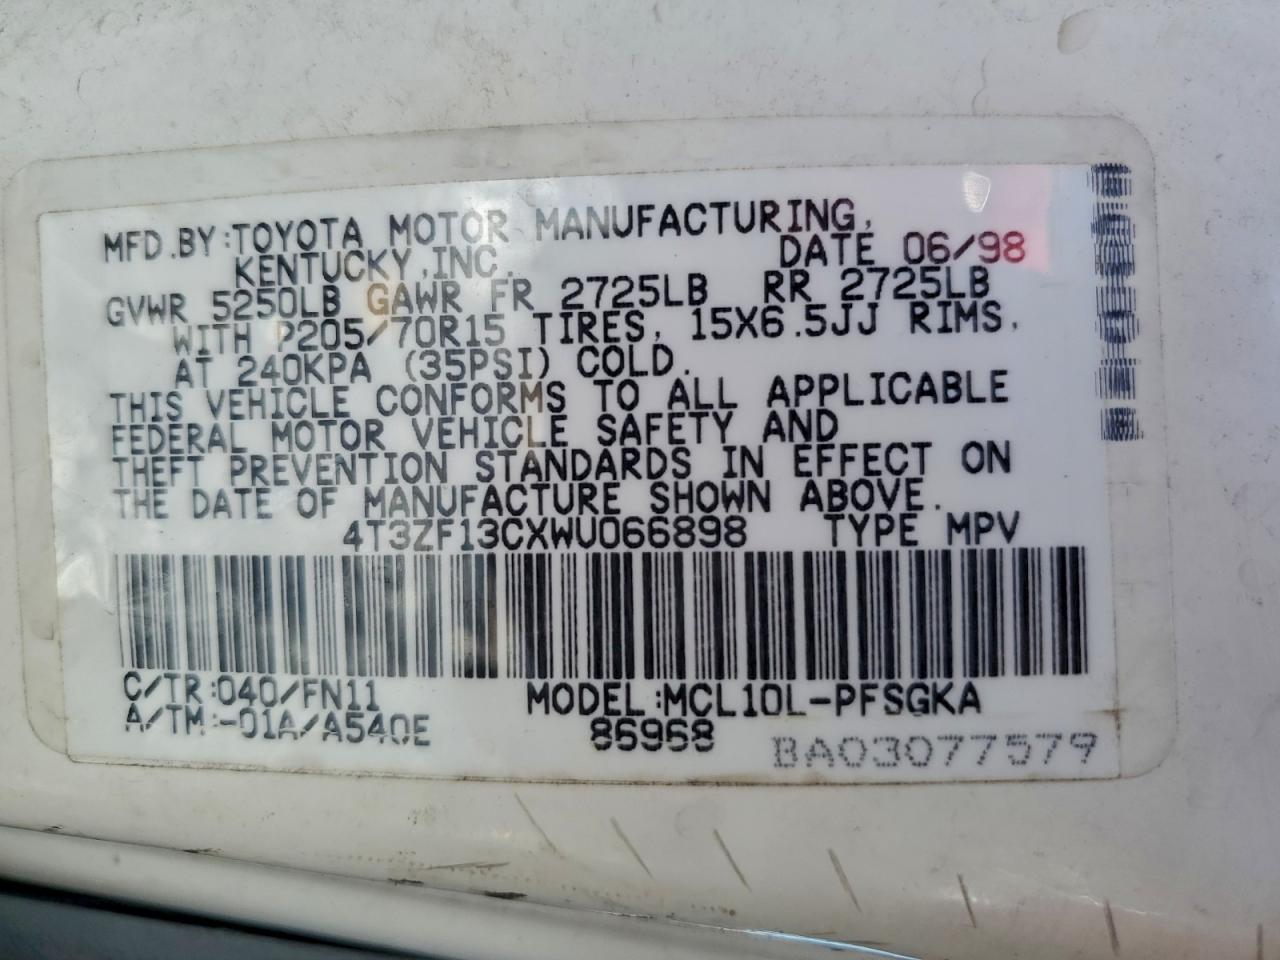 MFD.BY:TOYOTA MOTOR MANUFACTURING,
KENTUCKY,INC. DATE 06/98
GVWR 5250LB GAWR FR 2725LB RR 2725LB
WITH P205/70R15 TIRES, 15X6.5JJ RIMS,
AT 240KPA (35PSI) COLD.
THIS VEHICLE CONFORMS TO ALL APPLICABLE
FEDERAL MOTOR VEHICLE SAFETY AND
THEFT PREVENTION STANDARDS IN EFFECT ON
THE DATE OF MANUFACTURE SHOWN ABOVE.
4T3ZF13CXWU066898 TYPE MPV
C/TR:040/FN11 MODEL:MCL10L-PFSGKA
A/TM:-01A/A540E 86968
BA03077579